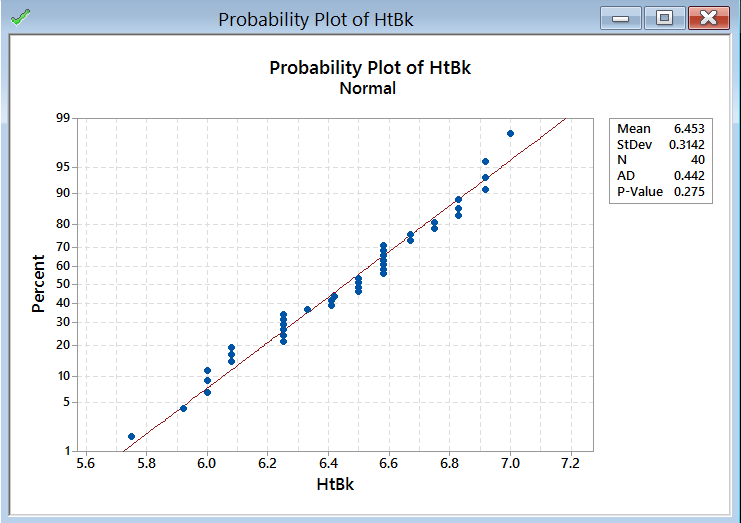 Probability Plot of HtBk
Probability Plot of HtBk
Normal
Mean 6.453
StDev 0.3142
N 40
AD 0.442
P-Value 0.275
Percent
99
95
90
80
70
60
50
40
30
20
10
5
1
5.6 5.8 6.0 6.2 6.4 6.6 6.8 7.0 7.2
HtBk